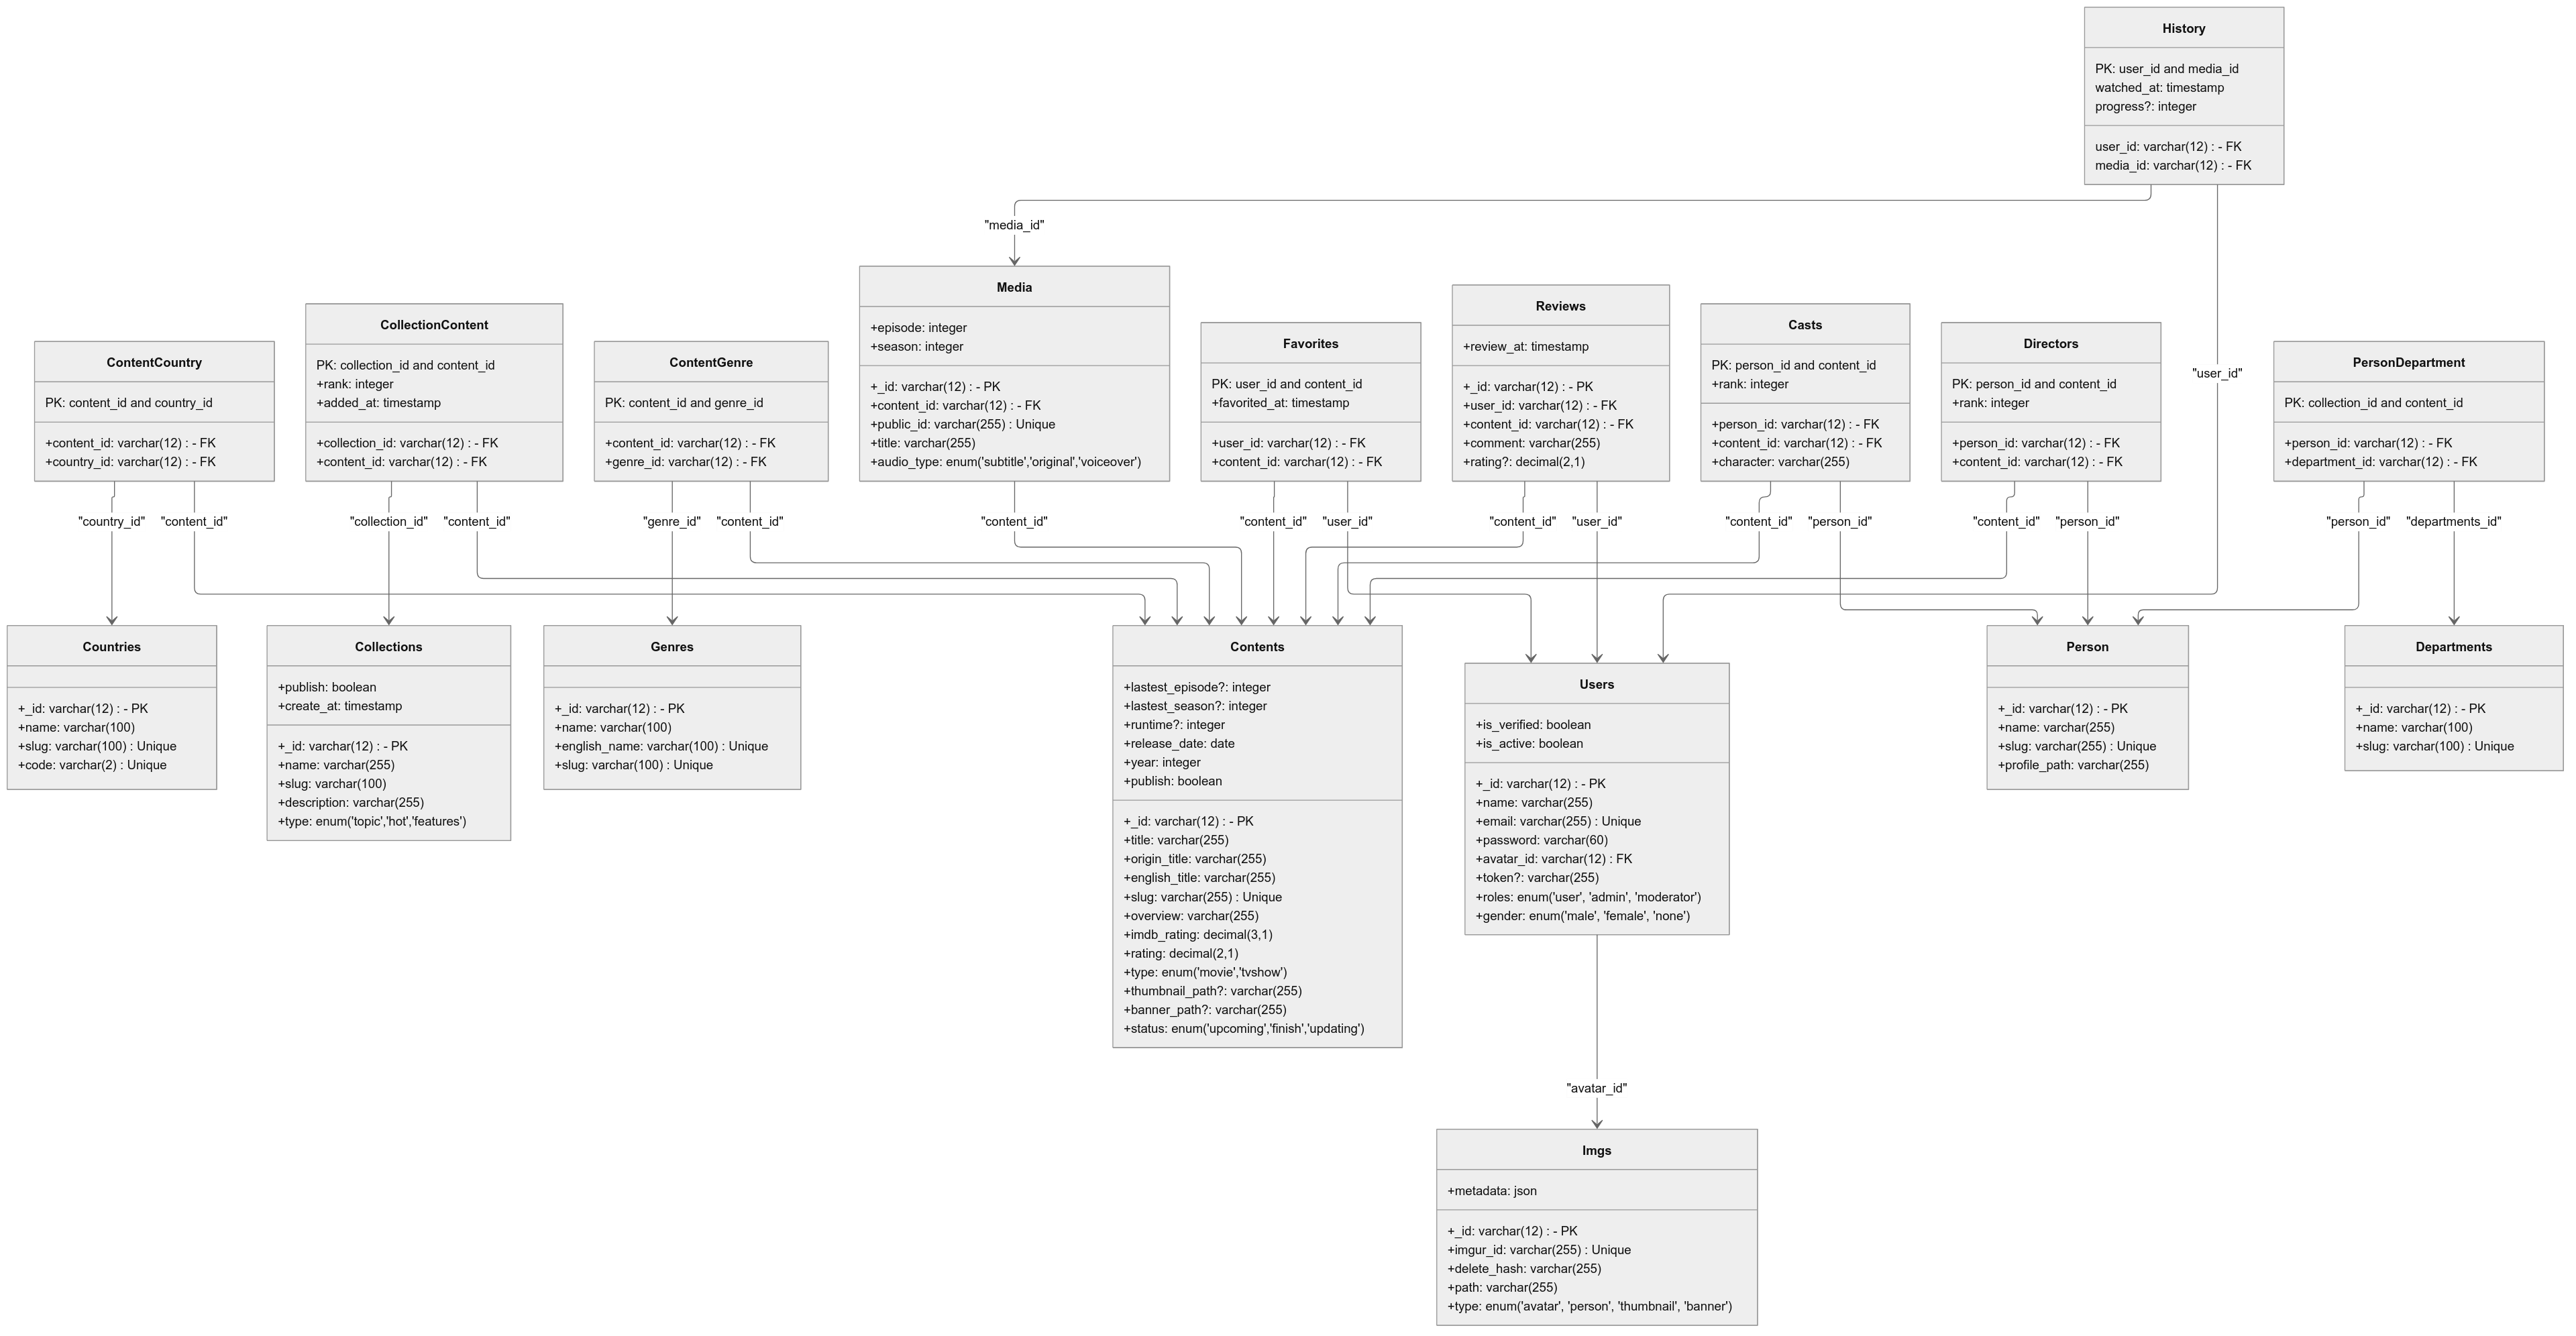 History
PK: user_id and media_id
watched_at: timestamp
progress?: integer
user_id: varchar(12) : - FK
media_id: varchar(12) : - FK
"media_id"
"user_id"
ContentCountry
PK: content_id and country_id
+content_id: varchar(12) : - FK
+country_id: varchar(12) : - FK
CollectionContent
PK: collection_id and content_id
+rank: integer
+added_at: timestamp
+collection_id: varchar(12) : - FK
+content_id: varchar(12) : - FK
ContentGenre
PK: content_id and genre_id
+content_id: varchar(12) : - FK
+genre_id: varchar(12) : - FK
Media
+episode: integer
+season: integer
+_id: varchar(12) : - PK
+content_id: varchar(12) : - FK
+public_id: varchar(255) : Unique
+title: varchar(255)
+audio_type: enum('subtitle','original','voiceover')
Favorites
PK: user_id and content_id
+favorited_at: timestamp
+user_id: varchar(12) : - FK
+content_id: varchar(12) : - FK
Reviews
+review_at: timestamp
+_id: varchar(12) : - PK
+user_id: varchar(12) : - FK
+content_id: varchar(12) : - FK
+comment: varchar(255)
+rating?: decimal(2,1)
Casts
PK: person_id and content_id
+rank: integer
+person_id: varchar(12) : - FK
+content_id: varchar(12) : - FK
+character: varchar(255)
Directors
PK: person_id and content_id
+rank: integer
+person_id: varchar(12) : - FK
+content_id: varchar(12) : - FK
PersonDepartment
PK: collection_id and content_id
+person_id: varchar(12) : - FK
+department_id: varchar(12) : - FK
"country_id"
"content_id"
"collection_id"
"content_id"
"genre_id"
"content_id"
"content_id"
"content_id"
"user_id"
"content_id"
"user_id"
"content_id"
"person_id"
"content_id"
"person_id"
"person_id"
"departments_id"
Countries
+_id: varchar(12) : - PK
+name: varchar(100)
+slug: varchar(100) : Unique
+code: varchar(2) : Unique
Collections
+publish: boolean
+create_at: timestamp
+_id: varchar(12) : - PK
+name: varchar(255)
+slug: varchar(100)
+description: varchar(255)
+type: enum('topic','hot','features')
Genres
+_id: varchar(12) : - PK
+name: varchar(100)
+english_name: varchar(100) : Unique
+slug: varchar(100) : Unique
Contents
+lastest_episode?: integer
+lastest_season?: integer
+runtime?: integer
+release_date: date
+year: integer
+publish: boolean
+_id: varchar(12) : - PK
+title: varchar(255)
+origin_title: varchar(255)
+english_title: varchar(255)
+slug: varchar(255) : Unique
+overview: varchar(255)
+imdb_rating: decimal(3,1)
+rating: decimal(2,1)
+type: enum('movie','tvshow')
+thumbnail_path?: varchar(255)
+banner_path?: varchar(255)
+status: enum('upcoming','finish','updating')
Users
+is_verified: boolean
+is_active: boolean
+_id: varchar(12) : - PK
+name: varchar(255)
+email: varchar(255) : Unique
+password: varchar(60)
+avatar_id: varchar(12) : FK
+token?: varchar(255)
+roles: enum('user', 'admin', 'moderator')
+gender: enum('male', 'female', 'none')
Person
+_id: varchar(12) : - PK
+name: varchar(255)
+slug: varchar(255) : Unique
+profile_path: varchar(255)
Departments
+_id: varchar(12) : - PK
+name: varchar(100)
+slug: varchar(100) : Unique
"avatar_id"
Imgs
+metadata: json
+_id: varchar(12) : - PK
+imgur_id: varchar(255) : Unique
+delete_hash: varchar(255)
+path: varchar(255)
+type: enum('avatar', 'person', 'thumbnail', 'banner')